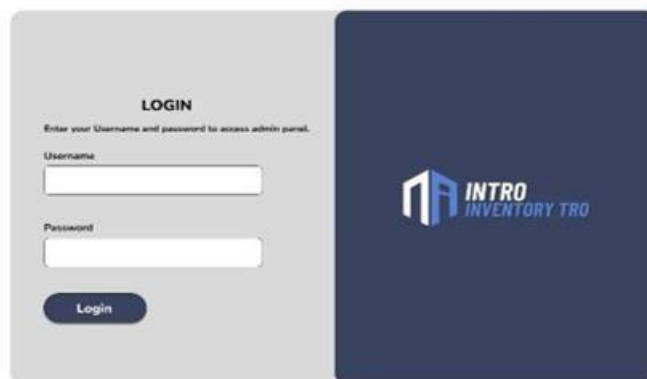 LOGIN
Enter your Username and password to access admin panel.
Username
Password
Login
INTRO
INVENTORY TRO